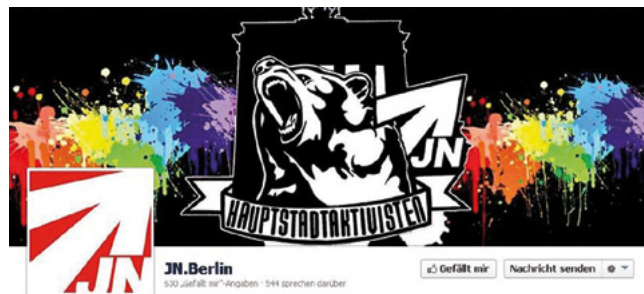 JN
HAUPTSTADTAKTIVISTEN
JN
JN.Berlin
630 „Gefällt mir“-Angaben · 544 sprechen darüber
Gefällt mir
Nachricht senden